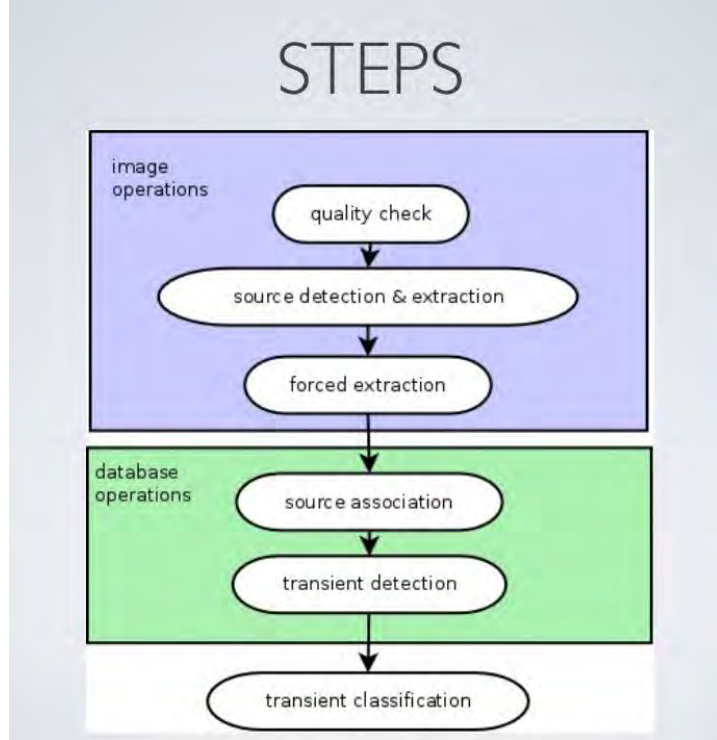 STEPS
image
operations
quality check
source detection & extraction
forced extraction
database
operations
source association
transient detection
transient classification